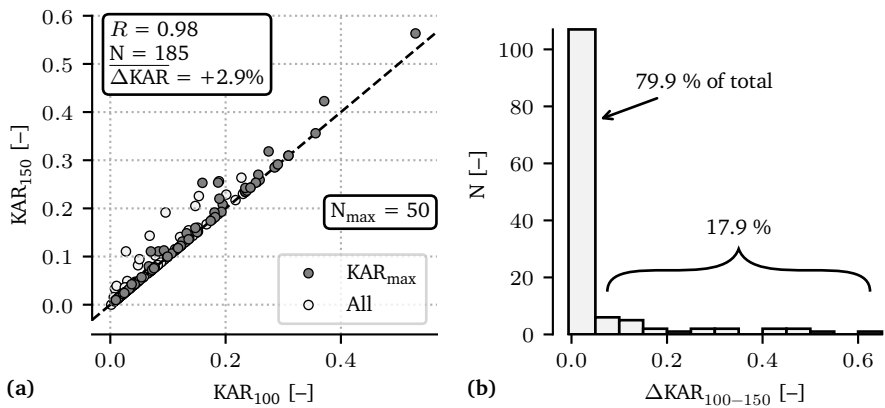 0.6
0.5
0.4
0.3
0.2
0.1
0.0
KAR150 [–]
R = 0.98
N = 185
ΔKAR = +2.9%
Nmax = 50
KARmax
All
0.0 0.2 0.4
KAR100 [–]
(a)
100
80
60
40
20
0
N [–]
79.9 % of total
17.9 %
0.0 0.2 0.4 0.6
ΔKAR100−150 [–]
(b)